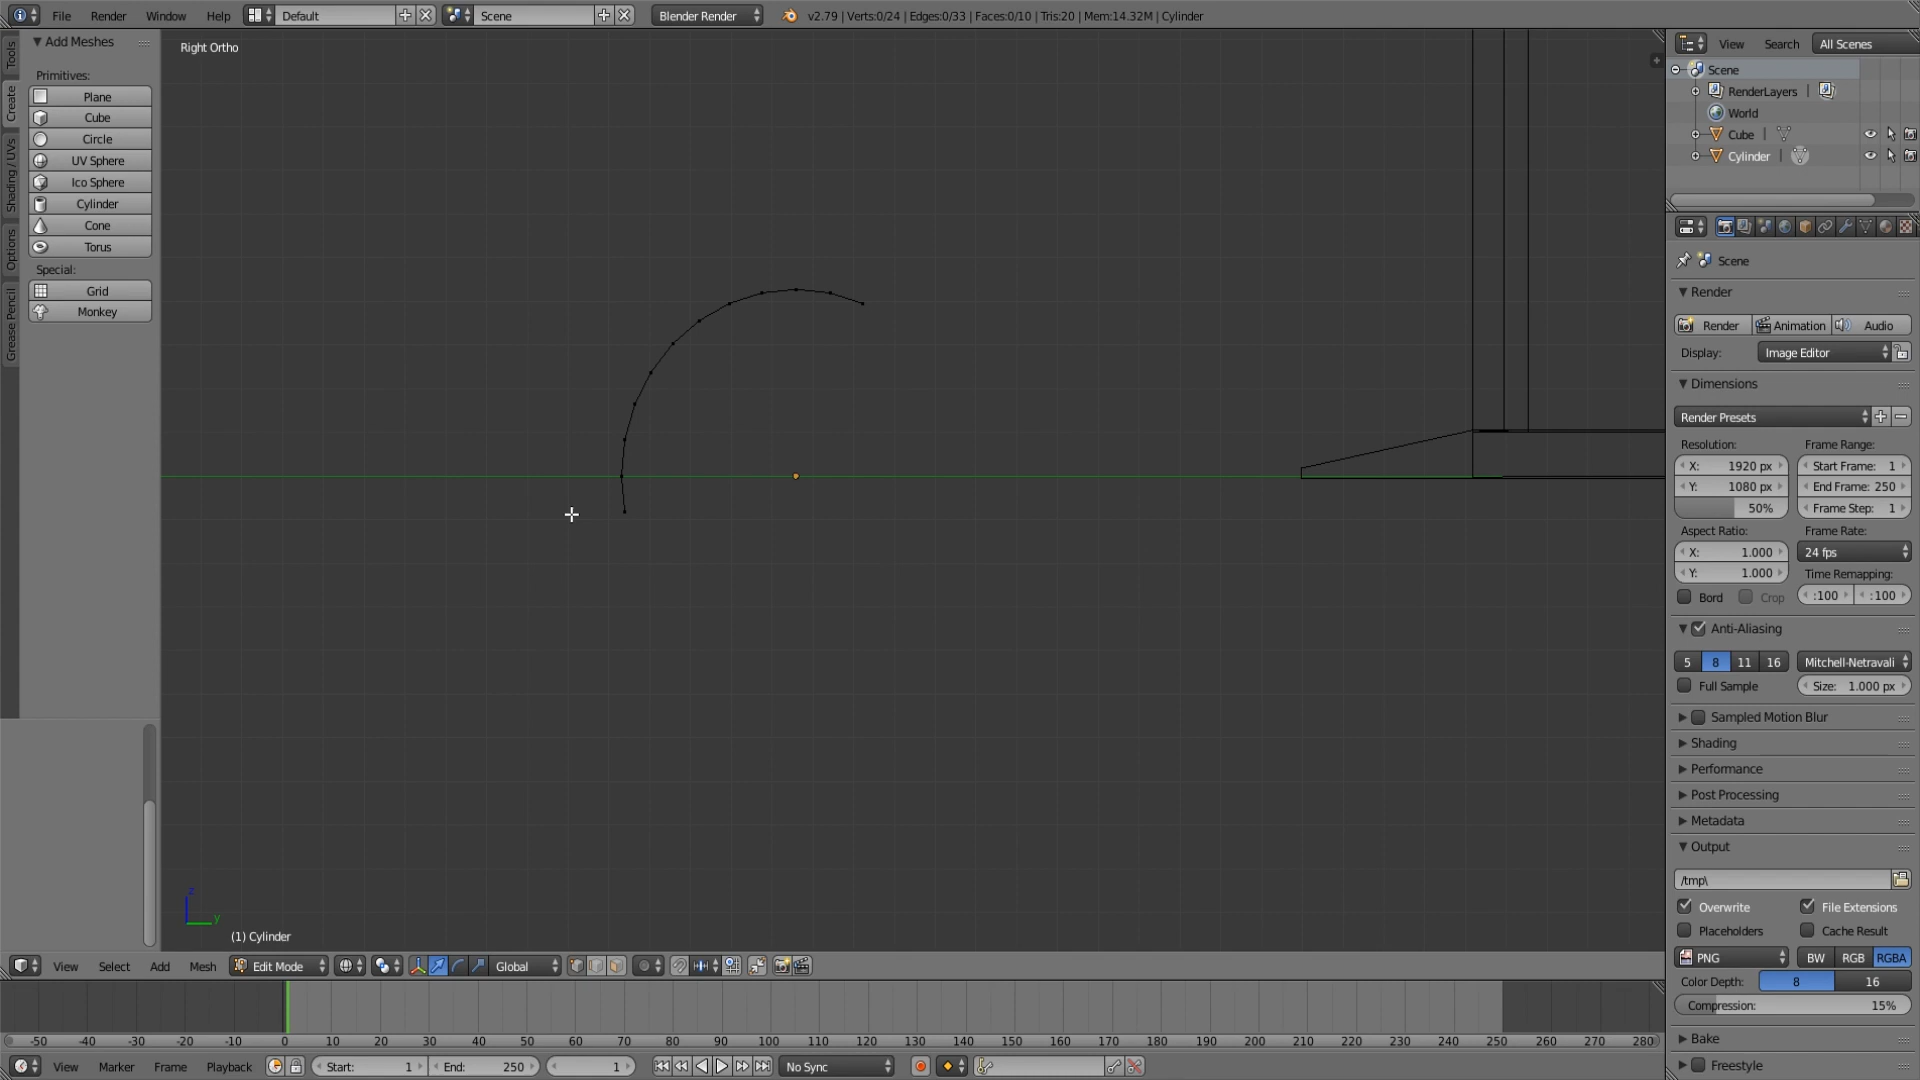 File Render Window Help Default Scene Blender Render v2.79 | Verts:0/24 | Edges:0/33 | Faces:0/10 | Tris:20 | Mem:14.32M | Cylinder
Tools
Create
Shading / UVs
Options
Grease Pencil
Add Meshes
Primitives:
Plane
Cube
Circle
UV Sphere
Ico Sphere
Cylinder
Cone
Torus
Special:
Grid
Monkey
Right Ortho
z
y
(1) Cylinder
View Search All Scenes
Scene
RenderLayers |
World
Cube |
Cylinder |
Scene
Render
Render Animation Audio
Display: Image Editor
Dimensions
Render Presets
Resolution: Frame Range:
X: 1920 px Start Frame: 1
Y: 1080 px End Frame: 250
50% Frame Step: 1
Aspect Ratio: Frame Rate:
X: 1.000 24 fps
Y: 1.000 Time Remapping:
Bord Crop :100 :100
Anti-Aliasing
5 8 11 16 Mitchell-Netravali
Full Sample Size: 1.000 px
Sampled Motion Blur
Shading
Performance
Post Processing
Metadata
Output
/tmp\
Overwrite File Extensions
Placeholders Cache Result
PNG BW RGB RGBA
Color Depth: 8 16
Compression: 15%
Bake
Freestyle
View Select Add Mesh Edit Mode Global
-50 -40 -30 -20 -10 0 10 20 30 40 50 60 70 80 90 100 110 120 130 140 150 160 170 180 190 200 210 220 230 240 250 260 270 280
View Marker Frame Playback Start: 1 End: 250 1 No Sync